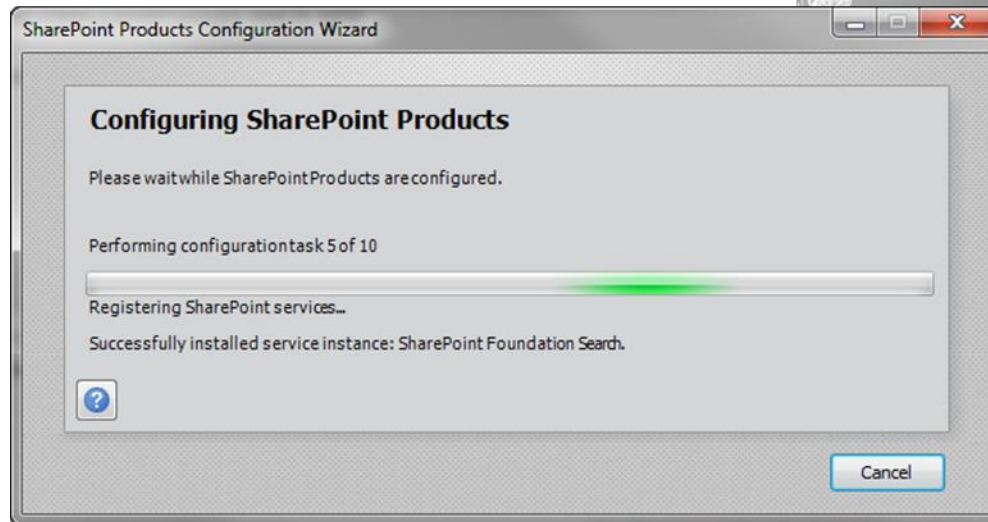 SharePoint Products Configuration Wizard
Configuring SharePoint Products
Please wait while SharePoint Products are configured.
Performing configuration task 5 of 10
Registering SharePoint services...
Successfully installed service instance: SharePoint Foundation Search.
Cancel